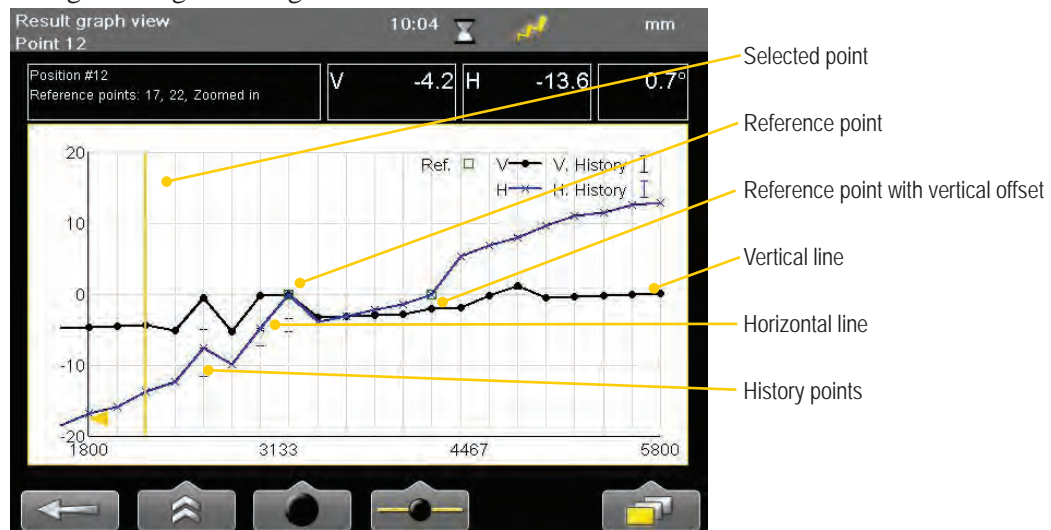 Result graph view 10:04 mm
Point 12
Position #12
Reference points: 17, 22, Zoomed in
V -4.2 H -13.6 0.7°
Selected point
Reference point
Reference point with vertical offset
Vertical line
Horizontal line
History points
Ref. V V, History
H H. History
20
10
0
-10
-20
1800 3133 4467 5800